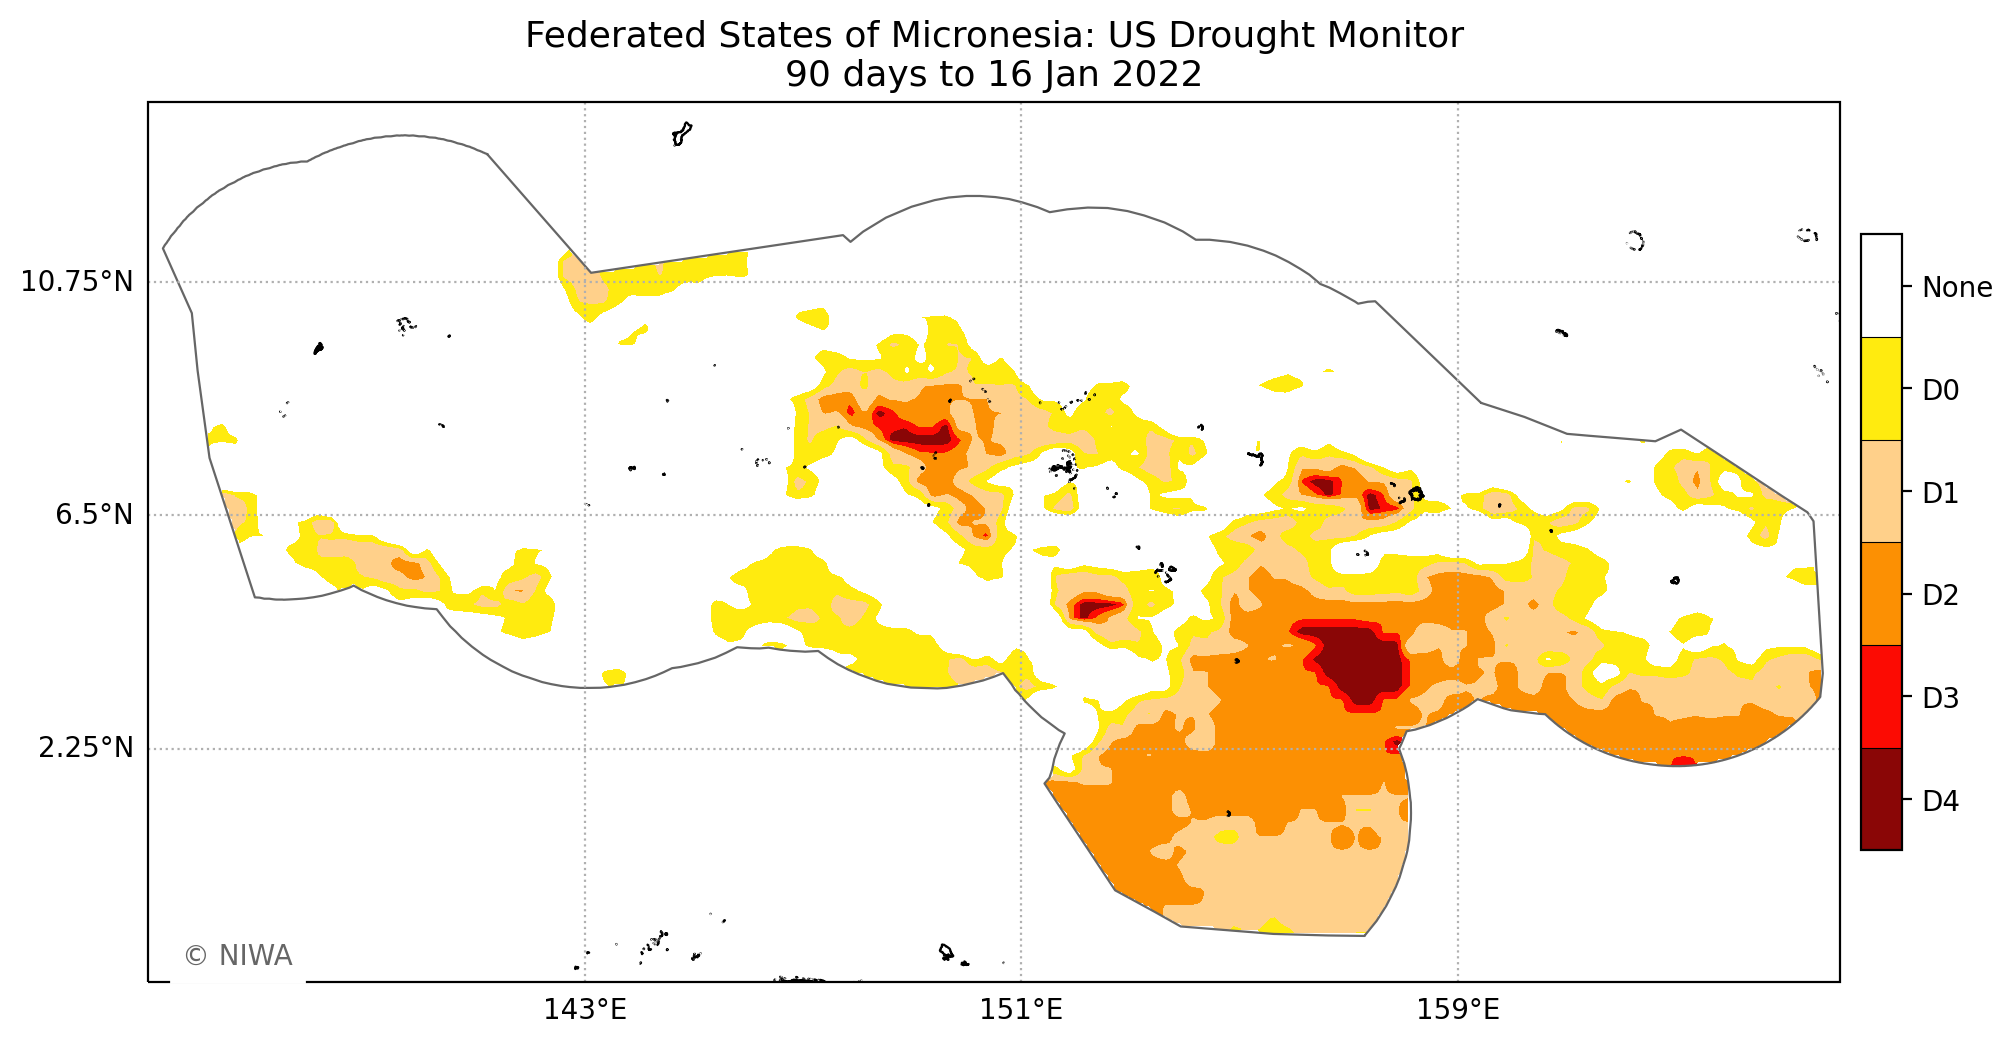 Federated States of Micronesia: US Drought Monitor
90 days to 16 Jan 2022
10.75°N
6.5°N
2.25°N
143°E
151°E
159°E
None
D0
D1
D2
D3
D4
© NIWA